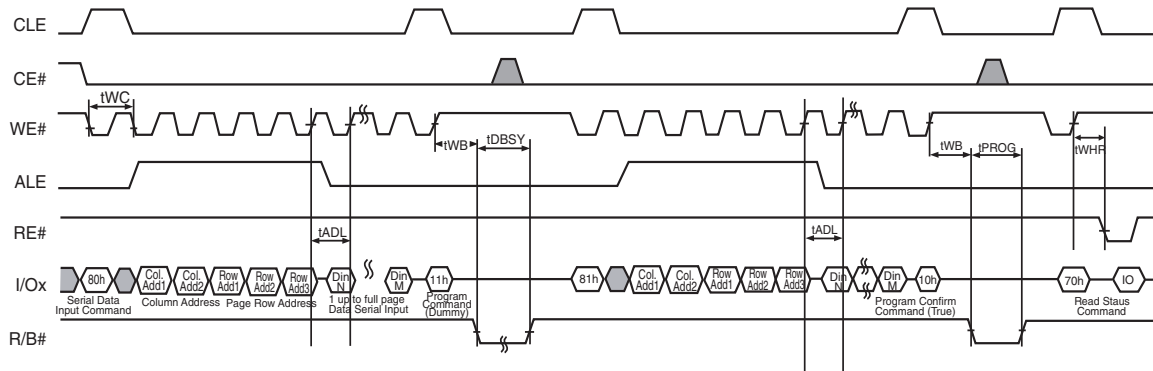 CLE
CE#
tWC
WE#
tWB
tDBSY
tWB
tPROG
tWHR
ALE
RE#
tADL
tADL
I/Ox
80h
Col. Add1
Col. Add2
Row Add1
Row Add2
Row Add3
Din N
Din M
11h
81h
Col. Add1
Col. Add2
Row Add1
Row Add2
Row Add3
Din N
Din M
10h
70h
IO
Serial Data
Input Command
Column Address
Page Row Address
1 up to full page
Data Serial Input
Program
Command
(Dummy)
Program Confirm
Command (True)
Read Staus
Command
R/B#